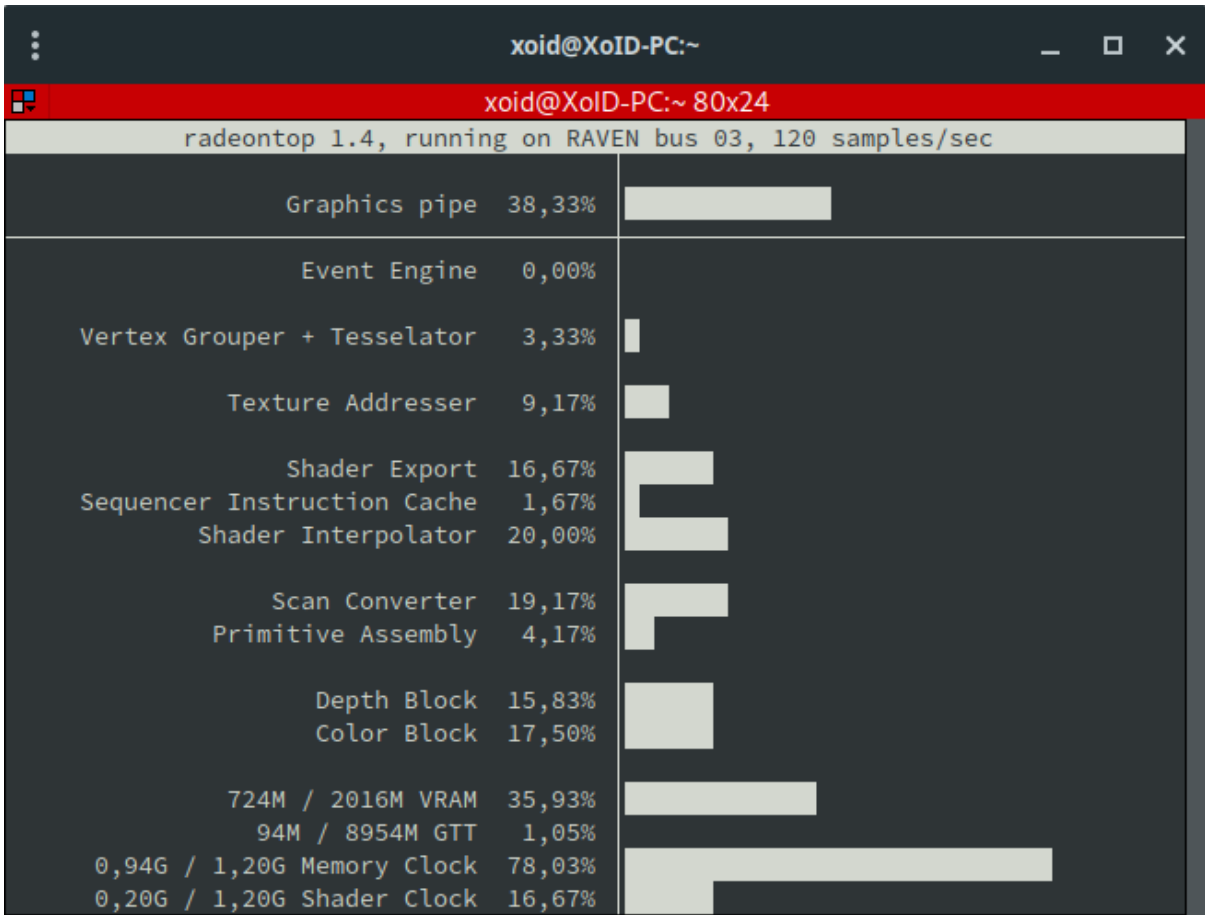 xoid@XoID-PC:~
xoid@XoID-PC:~ 80x24
radeontop 1.4, running on RAVEN bus 03, 120 samples/sec
Graphics pipe 38,33%
Event Engine 0,00%
Vertex Grouper + Tesselator 3,33%
Texture Addresser 9,17%
Shader Export 16,67%
Sequencer Instruction Cache 1,67%
Shader Interpolator 20,00%
Scan Converter 19,17%
Primitive Assembly 4,17%
Depth Block 15,83%
Color Block 17,50%
724M / 2016M VRAM 35,93%
94M / 8954M GTT 1,05%
0,94G / 1,20G Memory Clock 78,03%
0,20G / 1,20G Shader Clock 16,67%